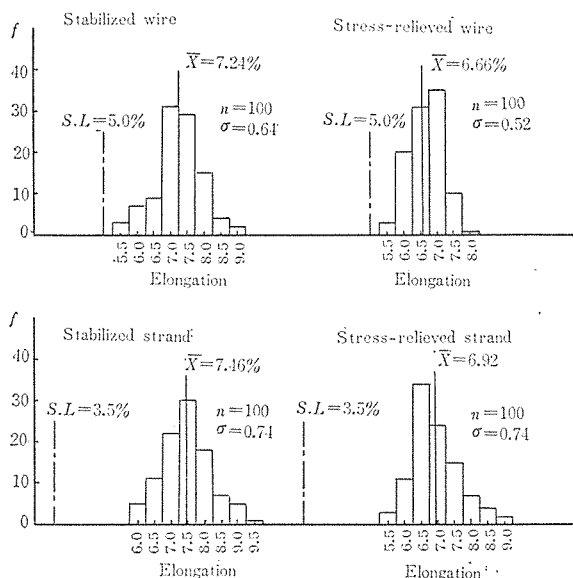 f
Stabilized wire
X̄=7.24%
S.L=5.0%
n=100
σ=0.64
40
30
20
10
0
5.5 6.0 6.5 7.0 7.5 8.0 8.5 9.0
Elongation
Stress-relieved wire
X̄=6.66%
S.L=5.0%
n=100
σ=0.52
5.5 6.0 6.5 7.0 7.5 8.0
Elongation
f
Stabilized strand
X̄=7.46%
S.L=3.5%
n=100
σ=0.74
40
30
20
10
0
6.0 6.5 7.0 7.5 8.0 8.5 9.0 9.5
Elongation
Stress-relieved strand
X̄=6.92
S.L=3.5%
n=100
σ=0.74
5.5 6.0 6.5 7.0 7.5 8.0 8.5 9.0
Elongation